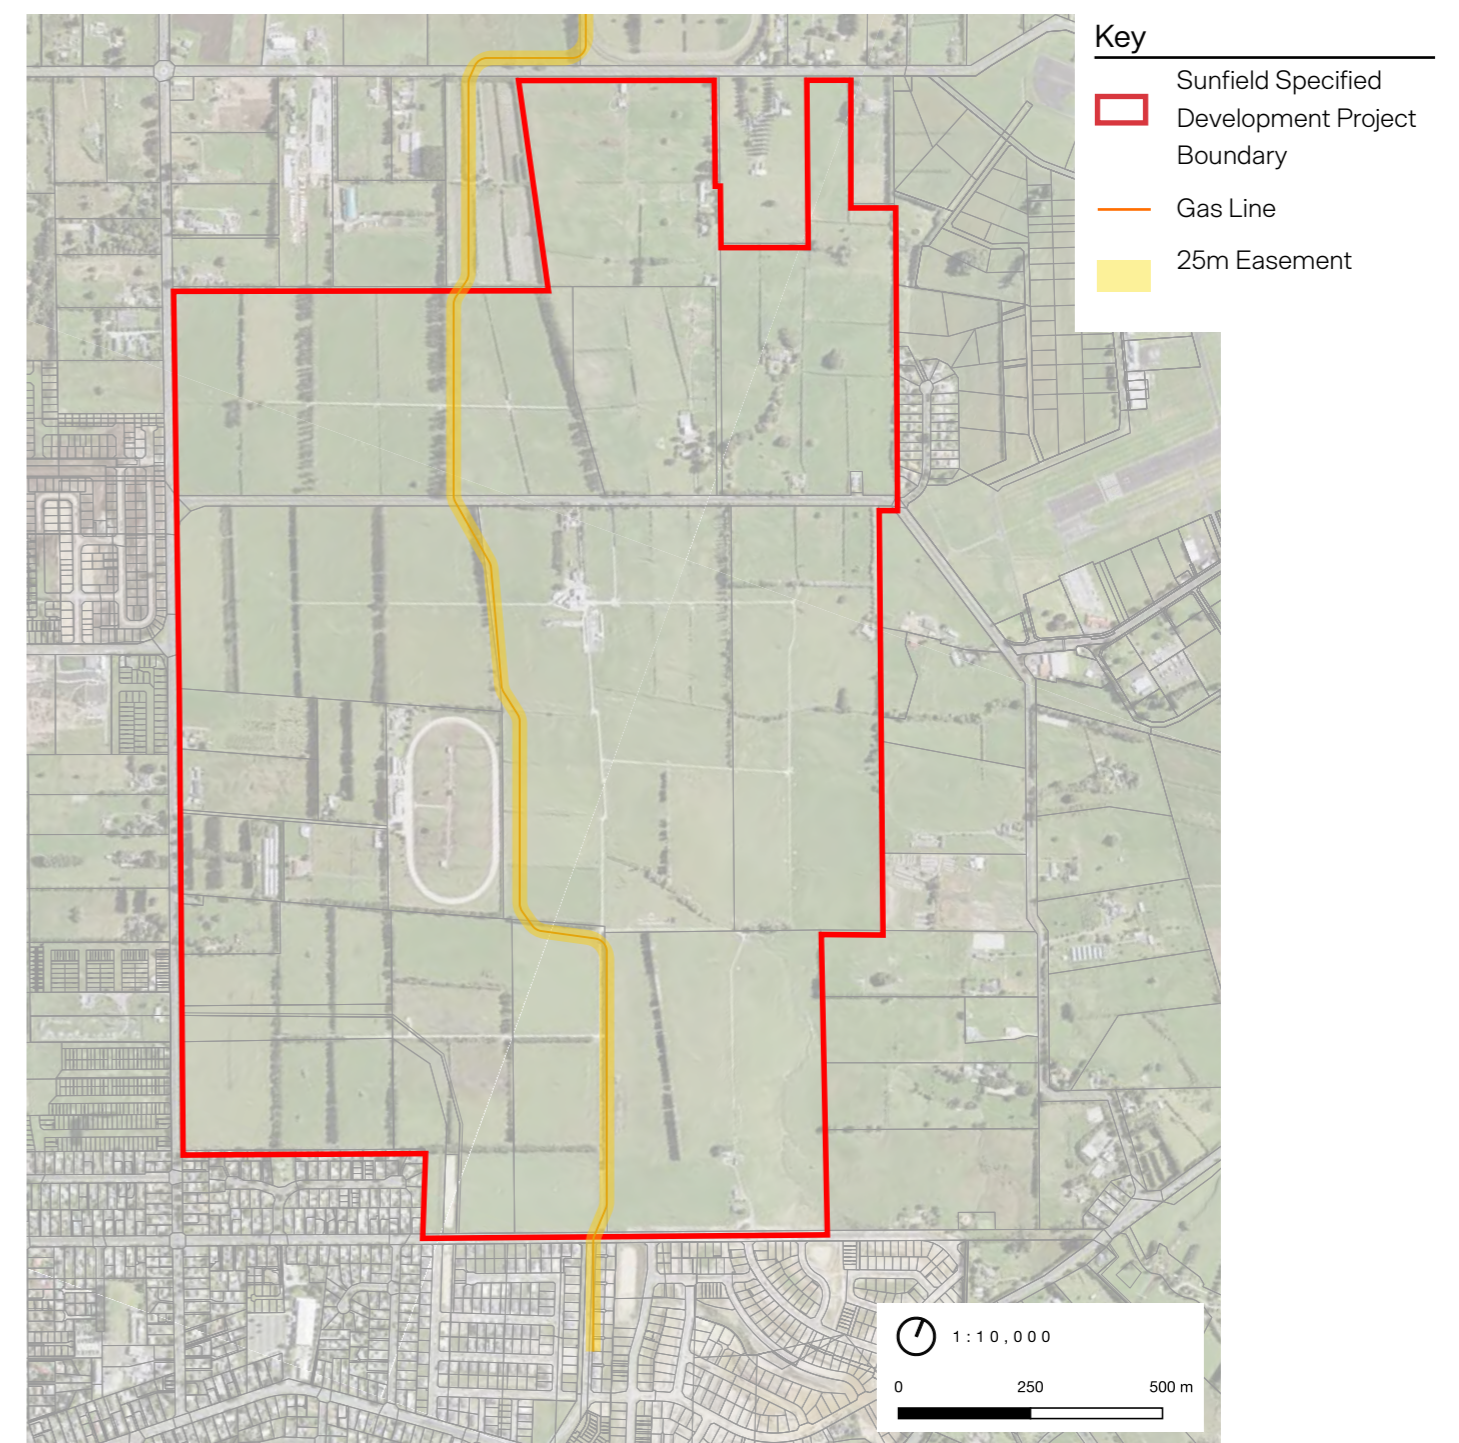 Key
Sunfield Specified
Development Project
Boundary
Gas Line
25m Easement
1:10,000
0 250 500 m